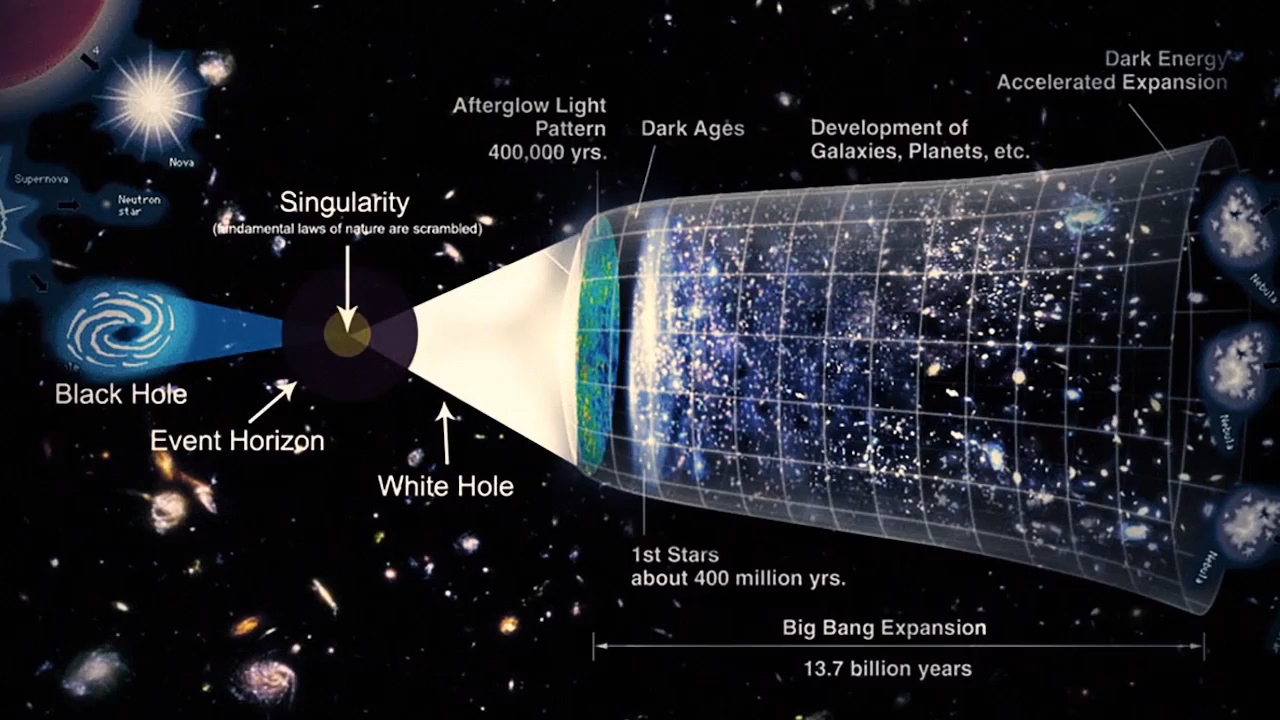 Dark Energy
Accelerated Expansion
4
Afterglow Light
Pattern
400,000 yrs.
Dark Ages
Development of
Galaxies, Planets, etc.
Nova
Supernova
Neutron
star
Singularity
(fundamental laws of nature are scrambled)
Nebula
Black Hole
Event Horizon
Nebula
White Hole
1st Stars
about 400 million yrs.
Nebula
Big Bang Expansion
13.7 billion years